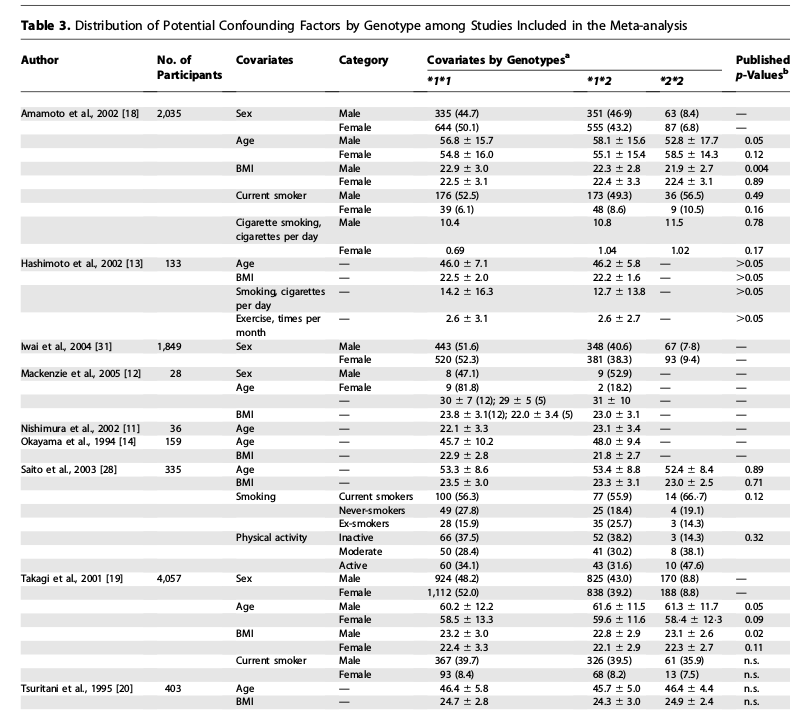 Table 3. Distribution of Potential Confounding Factors by Genotype among Studies Included in the Meta-analysis
Author No. of Participants Covariates Category Covariates by Genotypesa Published p-Valuesb
*1*1 *1*2 *2*2
Amamoto et al., 2002 [18] 2,035 Sex Male 335 (44.7) 351 (46·9) 63 (8.4) —
Female 644 (50.1) 555 (43.2) 87 (6.8) —
Age Male 56.8 ± 15.7 58.1 ± 15.6 52.8 ± 17.7 0.05
Female 54.8 ± 16.0 55.1 ± 15.4 58.5 ± 14.3 0.12
BMI Male 22.9 ± 3.0 22.3 ± 2.8 21.9 ± 2.7 0.004
Female 22.5 ± 3.1 22.4 ± 3.3 22.4 ± 3.1 0.89
Current smoker Male 176 (52.5) 173 (49.3) 36 (56.5) 0.49
Female 39 (6.1) 48 (8.6) 9 (10.5) 0.16
Cigarette smoking, cigarettes per day Male 10.4 10.8 11.5 0.78
Female 0.69 1.04 1.02 0.17
Hashimoto et al., 2002 [13] 133 Age — 46.0 ± 7.1 46.2 ± 5.8 — >0.05
BMI — 22.5 ± 2.0 22.2 ± 1.6 — >0.05
Smoking, cigarettes per day — 14.2 ± 16.3 12.7 ± 13.8 — >0.05
Exercise, times per month — 2.6 ± 3.1 2.6 ± 2.7 — >0.05
Iwai et al., 2004 [31] 1,849 Sex Male 443 (51.6) 348 (40.6) 67 (7·8) —
Female 520 (52.3) 381 (38.3) 93 (9·4) —
Mackenzie et al., 2005 [12] 28 Sex Male 8 (47.1) 9 (52.9) — —
Age Female 9 (81.8) 2 (18.2) — —
— 30 ± 7 (12); 29 ± 5 (5) 31 ± 10 — —
BMI 23.8 ± 3.1(12); 22.0 ± 3.4 (5) 23.0 ± 3.1 — —
Nishimura et al., 2002 [11] 36 Age — 22.1 ± 3.3 23.1 ± 3.4 — —
Okayama et al., 1994 [14] 159 Age — 45.7 ± 10.2 48.0 ± 9.4 — —
BMI — 22.9 ± 2.8 21.8 ± 2.7 — —
Saito et al., 2003 [28] 335 Age — 53.3 ± 8.6 53.4 ± 8.8 52.4 ± 8.4 0.89
BMI — 23.5 ± 3.0 23.3 ± 3.1 23.0 ± 2.5 0.71
Smoking Current smokers 100 (56.3) 77 (55.9) 14 (66.·7) 0.12
Never-smokers 49 (27.8) 25 (18.4) 4 (19.1)
Ex-smokers 28 (15.9) 35 (25.7) 3 (14.3)
Physical activity Inactive 66 (37.5) 52 (38.2) 3 (14.3) 0.32
Moderate 50 (28.4) 41 (30.2) 8 (38.1)
Active 60 (34.1) 43 (31.6) 10 (47.6)
Takagi et al., 2001 [19] 4,057 Sex Male 924 (48.2) 825 (43.0) 170 (8.8) —
Female 1,112 (52.0) 838 (39.2) 188 (8.8) —
Age Male 60.2 ± 12.2 61.6 ± 11.5 61.3 ± 11.7 0.05
Female 58.5 ± 13.3 59.6 ± 11.6 58.·4 ± 12·3 0.09
BMI Male 23.2 ± 3.0 22.8 ± 2.9 23.1 ± 2.6 0.02
Female 22.4 ± 3.3 22.1 ± 2.9 22.3 ± 2.7 0.11
Current smoker Male 367 (39.7) 326 (39.5) 61 (35.9) n.s.
Female 93 (8.4) 68 (8.2) 13 (7.5) n.s.
Tsuritani et al., 1995 [20] 403 Age — 46.4 ± 5.8 45.7 ± 5.0 46.4 ± 4.4 n.s.
BMI — 24.7 ± 2.8 24.3 ± 3.0 24.9 ± 2.4 n.s.